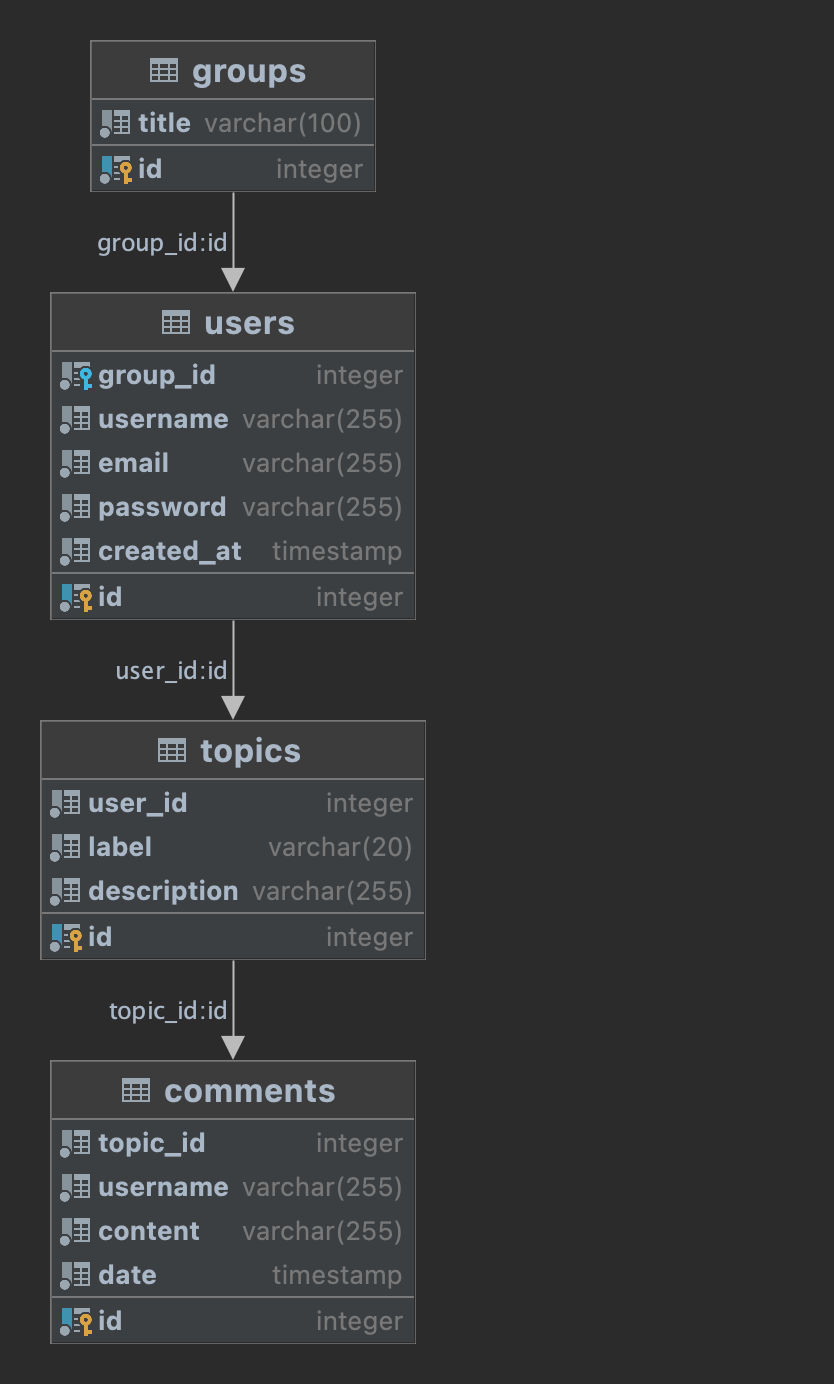 groups
title varchar(100)
id integer
group_id:id
users
group_id integer
username varchar(255)
email varchar(255)
password varchar(255)
created_at timestamp
id integer
user_id:id
topics
user_id integer
label varchar(20)
description varchar(255)
id integer
topic_id:id
comments
topic_id integer
username varchar(255)
content varchar(255)
date timestamp
id integer